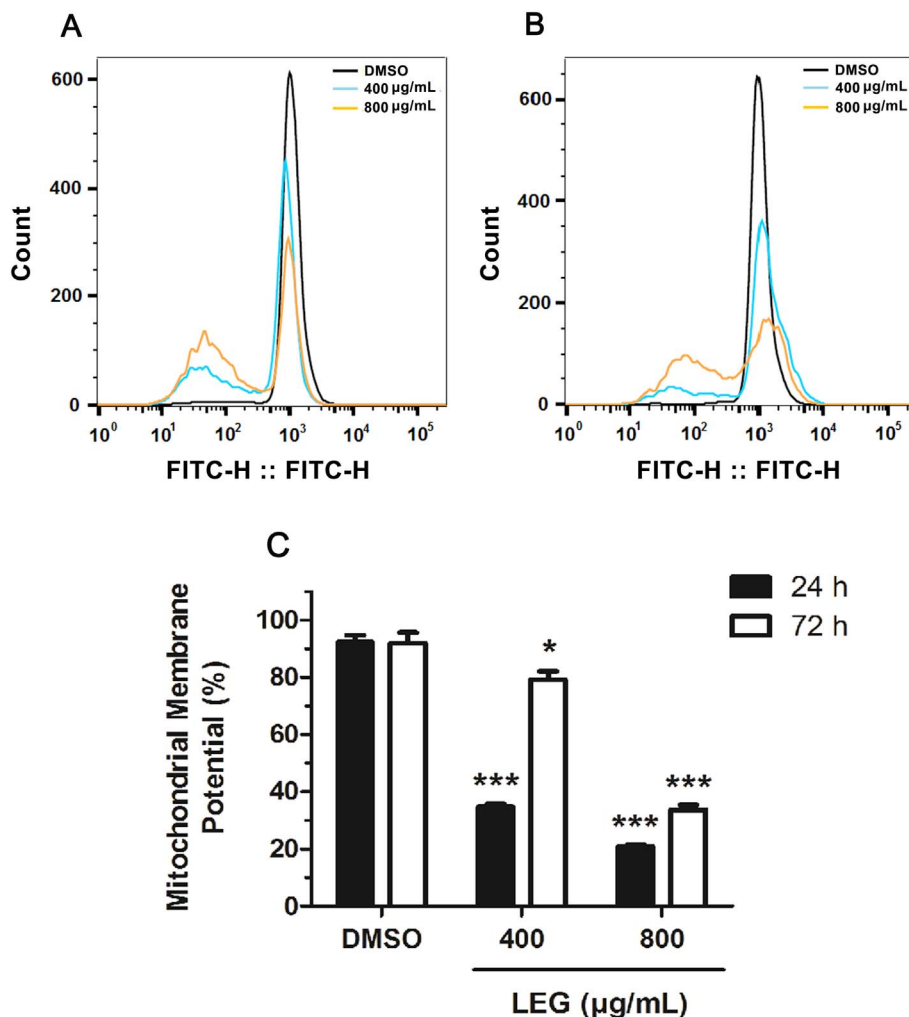 A
600
400
200
0
Count
DMSO
400 µg/mL
800 µg/mL
10⁰ 10¹ 10² 10³ 10⁴ 10⁵
FITC-H :: FITC-H
B
600
400
200
0
Count
DMSO
400 µg/mL
800 µg/mL
10⁰ 10¹ 10² 10³ 10⁴ 10⁵
FITC-H :: FITC-H
C
24 h
72 h
Mitochondrial Membrane
Potential (%)
100
80
60
40
20
0
*
*** ***
***
DMSO 400 800
LEG (µg/mL)